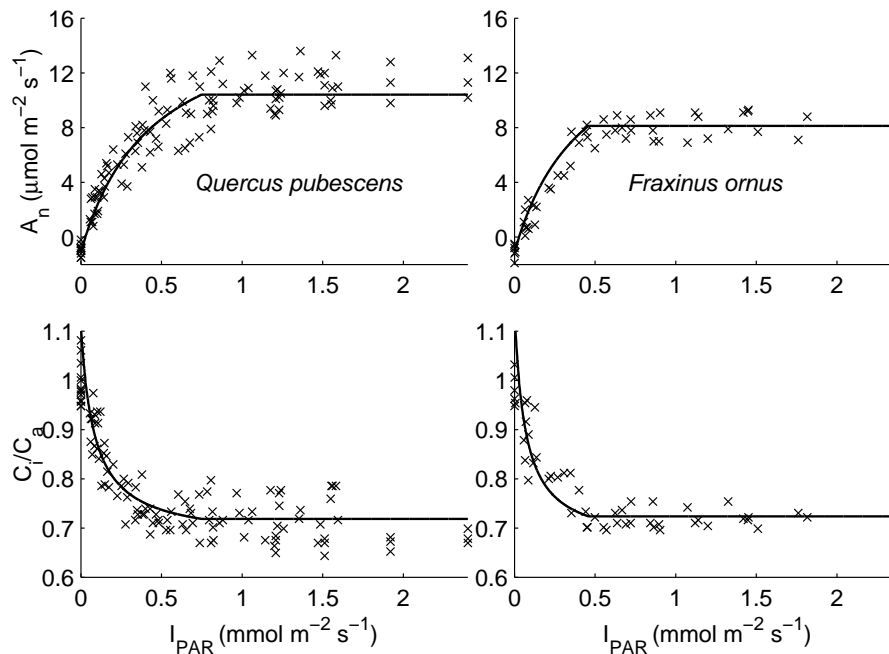 16
12
8
4
0
A_n (μmol m⁻² s⁻¹)
0 0.5 1 1.5 2
Quercus pubescens
16
12
8
4
0
0 0.5 1 1.5 2
Fraxinus ornus
1.1
1
0.9
0.8
0.7
0.6
C_i/C_a
0 0.5 1 1.5 2
I_PAR (mmol m⁻² s⁻¹)
1.1
1
0.9
0.8
0.7
0.6
0 0.5 1 1.5 2
I_PAR (mmol m⁻² s⁻¹)